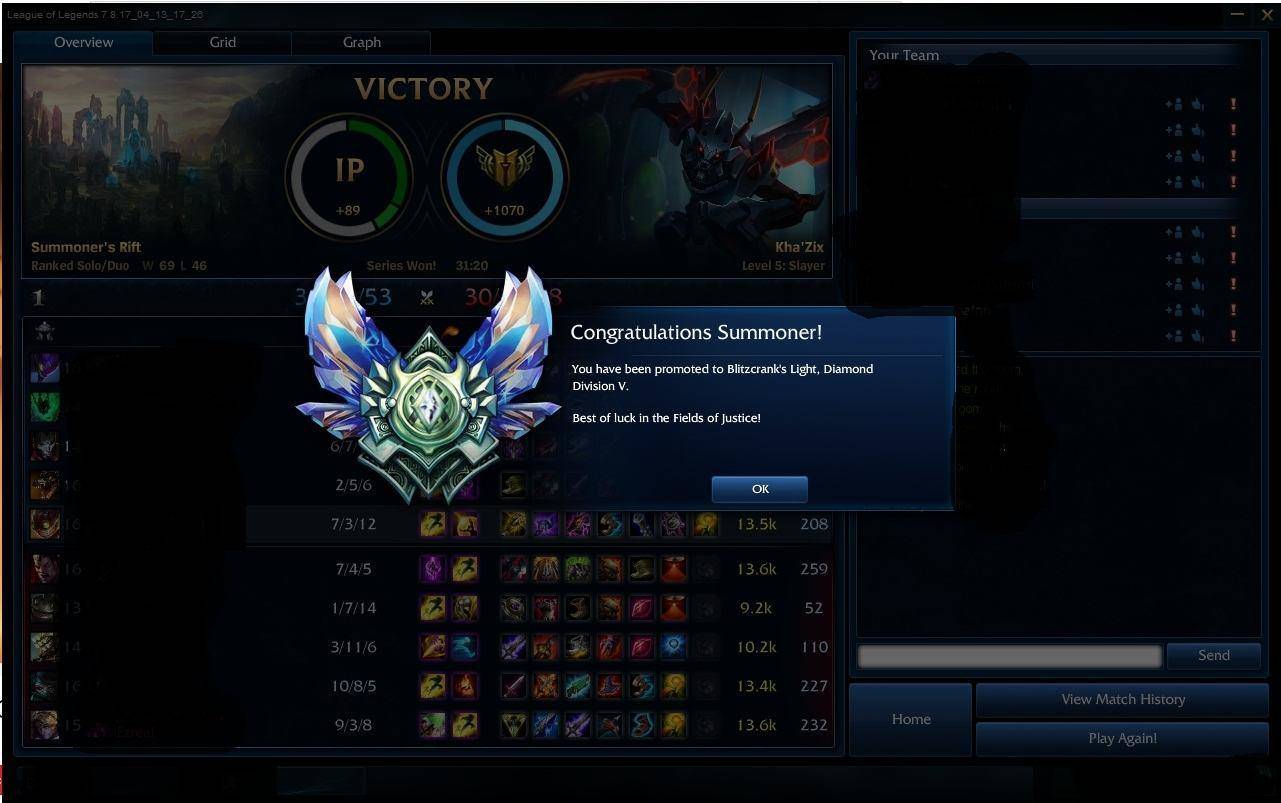 League of Legends 7.8.17_04_13_17_26
Overview
Grid
Graph
VICTORY
IP
+89
+1070
Summoner's Rift
Kha'Zix
Ranked Solo/Duo W 69 L 46
Series Won! 31:20
Level 5: Slayer
1
/53
30/
8
Congratulations Summoner!
You have been promoted to Blitzcrank's Light, Diamond
Division V.
Best of luck in the Fields of Justice!
OK
6/7
2/5/6
7/3/12 13.5k 208
7/4/5 13.6k 259
13 1/7/14 9.2k 52
14 3/11/6 10.2k 110
10/8/5 13.4k 227
15 Ezreal 9/3/8 13.6k 232
Your Team
Send
Home
View Match History
Play Again!